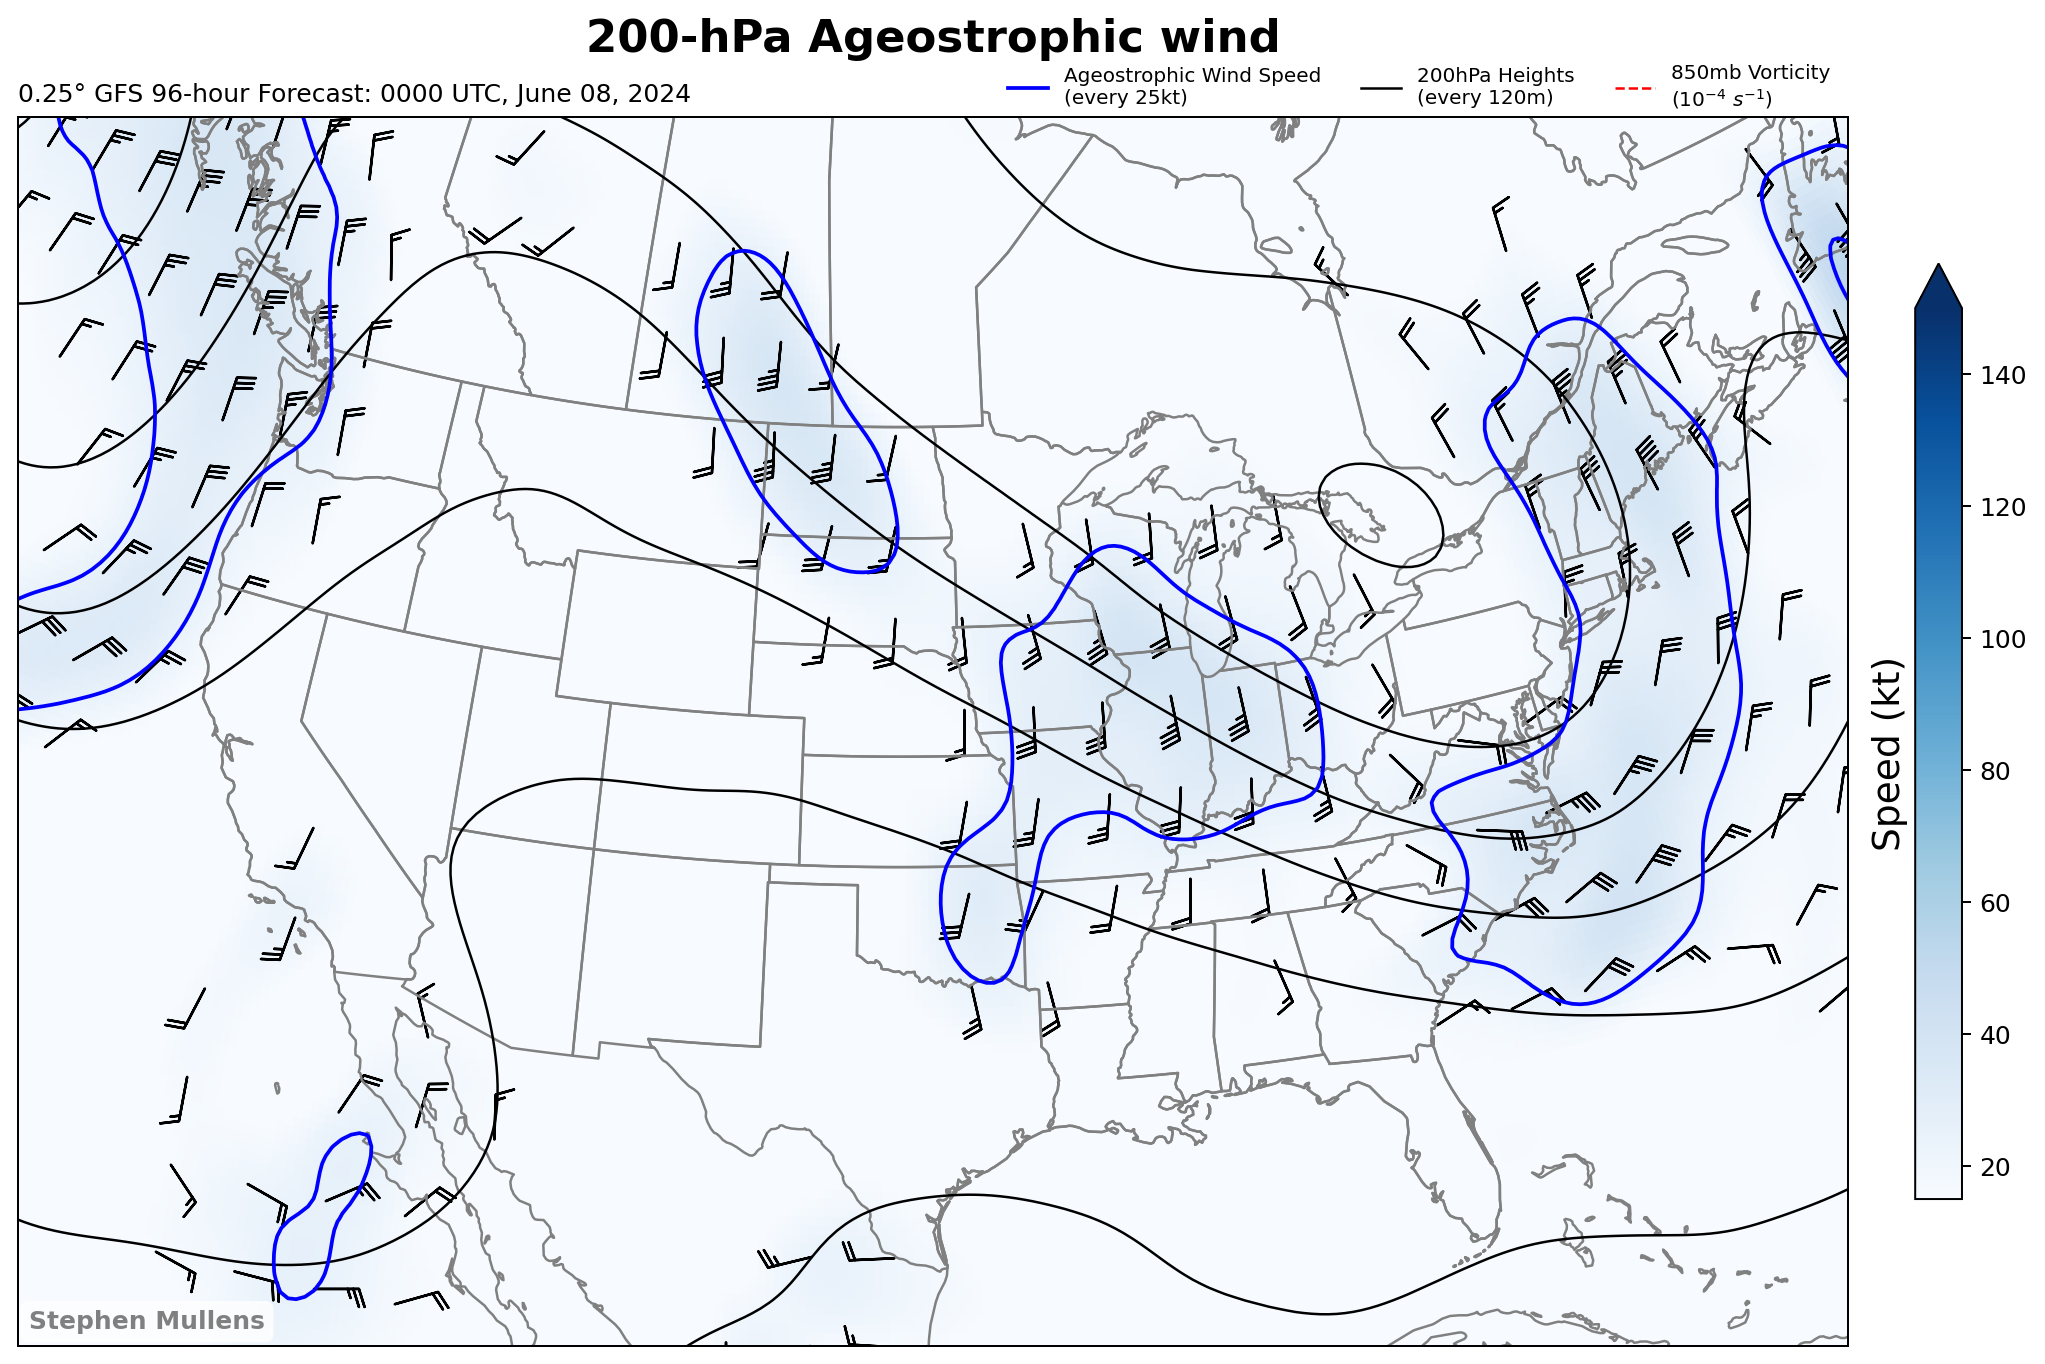 200-hPa Ageostrophic wind
0.25° GFS 96-hour Forecast: 0000 UTC, June 08, 2024
Ageostrophic Wind Speed
(every 25kt)
200hPa Heights
(every 120m)
850mb Vorticity
(10⁻⁴ s⁻¹)
140
120
100
80
60
40
20
Speed (kt)
Stephen Mullens